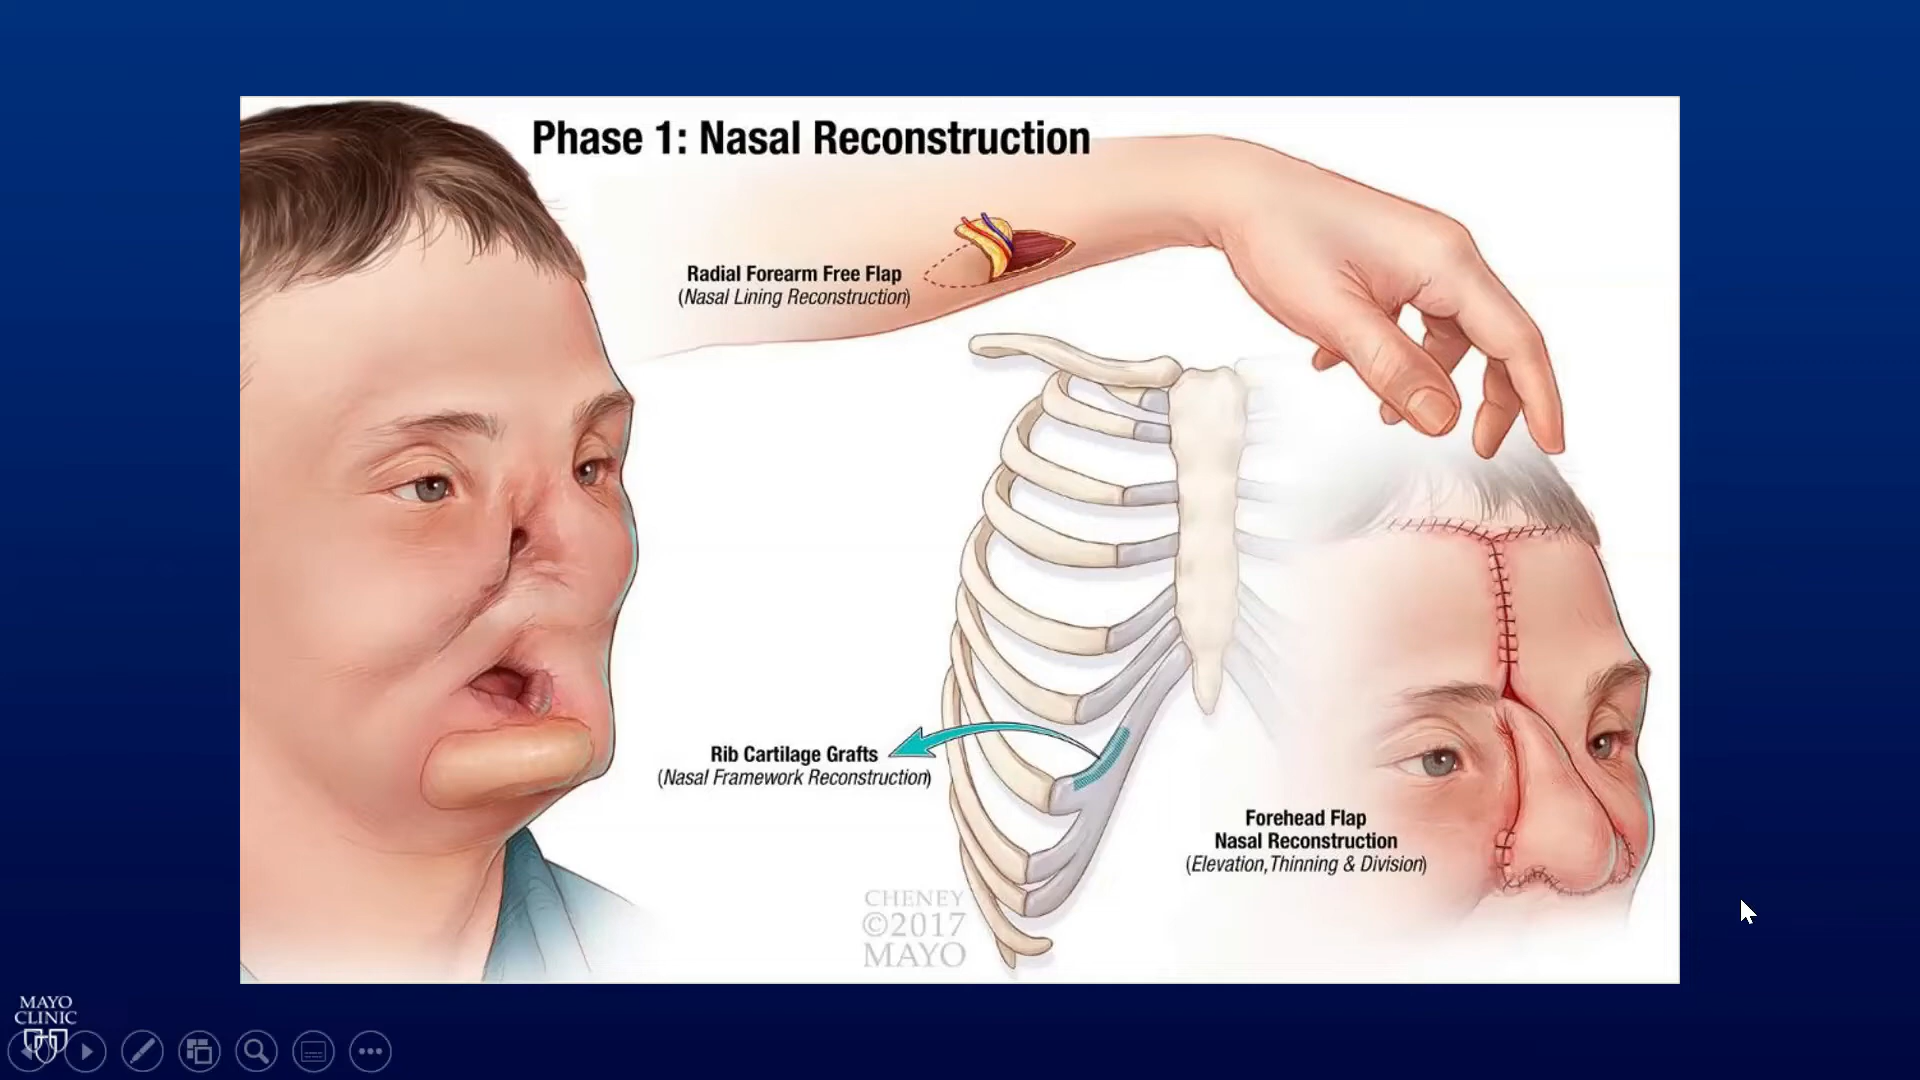 Phase 1: Nasal Reconstruction
Radial Forearm Free Flap
(Nasal Lining Reconstruction)
Rib Cartilage Grafts
(Nasal Framework Reconstruction)
Forehead Flap
Nasal Reconstruction
(Elevation, Thinning & Division)
CHENEY
©2017
MAYO
MAYO
CLINIC